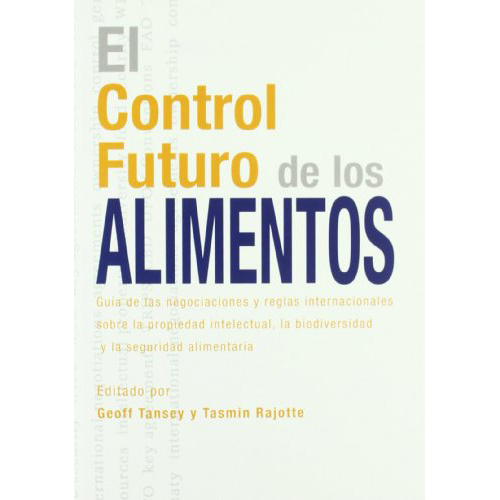 El
Control
Futuro de los
ALIMENTOS
Guía de las negociaciones y reglas internacionales
sobre la propiedad intelectual, la biodiversidad
y la seguridad alimentaria
Editado por
Geoff Tansey y Tasmin Rajotte